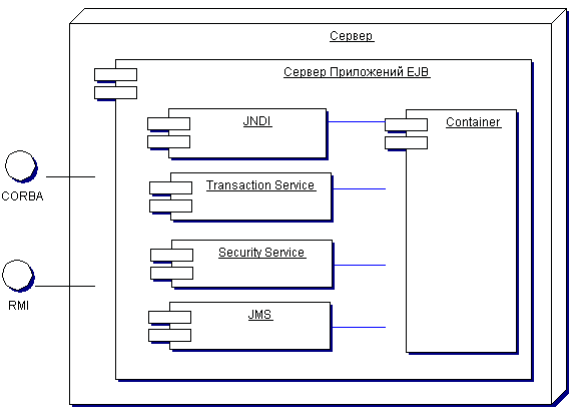 Сервер
Сервер Приложений EJB
JNDI
Container
Transaction Service
CORBA
Security Service
RMI
JMS